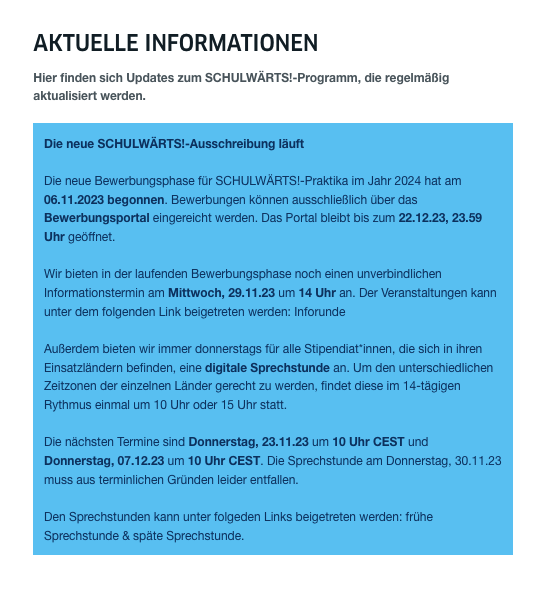 AKTUELLE INFORMATIONEN
Hier finden sich Updates zum SCHULWÄRTS!-Programm, die regelmäßig
aktualisiert werden.
Die neue SCHULWÄRTS!-Ausschreibung läuft
Die neue Bewerbungsphase für SCHULWÄRTS!-Praktika im Jahr 2024 hat am
06.11.2023 begonnen. Bewerbungen können ausschließlich über das
Bewerbungsportal eingereicht werden. Das Portal bleibt bis zum 22.12.23, 23.59
Uhr geöffnet.
Wir bieten in der laufenden Bewerbungsphase noch einen unverbindlichen
Informationstermin am Mittwoch, 29.11.23 um 14 Uhr an. Der Veranstaltungen kann
unter dem folgenden Link beigetreten werden: Inforunde
Außerdem bieten wir immer donnerstags für alle Stipendiat*innen, die sich in ihren
Einsatzländern befinden, eine digitale Sprechstunde an. Um den unterschiedlichen
Zeitzonen der einzelnen Länder gerecht zu werden, findet diese im 14-tägigen
Rythmus einmal um 10 Uhr oder 15 Uhr statt.
Die nächsten Termine sind Donnerstag, 23.11.23 um 10 Uhr CEST und
Donnerstag, 07.12.23 um 10 Uhr CEST. Die Sprechstunde am Donnerstag, 30.11.23
muss aus terminlichen Gründen leider entfallen.
Den Sprechstunden kann unter folgeden Links beigetreten werden: frühe
Sprechstunde & späte Sprechstunde.